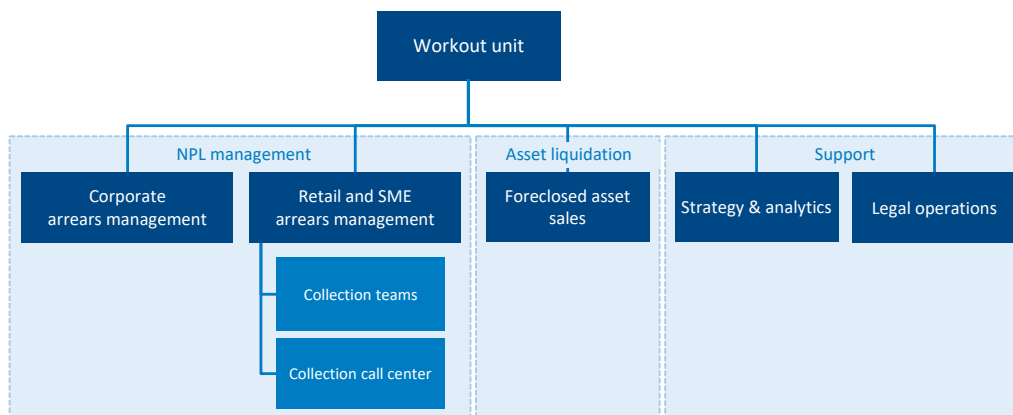 Workout unit
NPL management
Asset liquidation
Support
Corporate
arrears management
Retail and SME
arrears management
Foreclosed asset
sales
Strategy & analytics
Legal operations
Collection teams
Collection call center